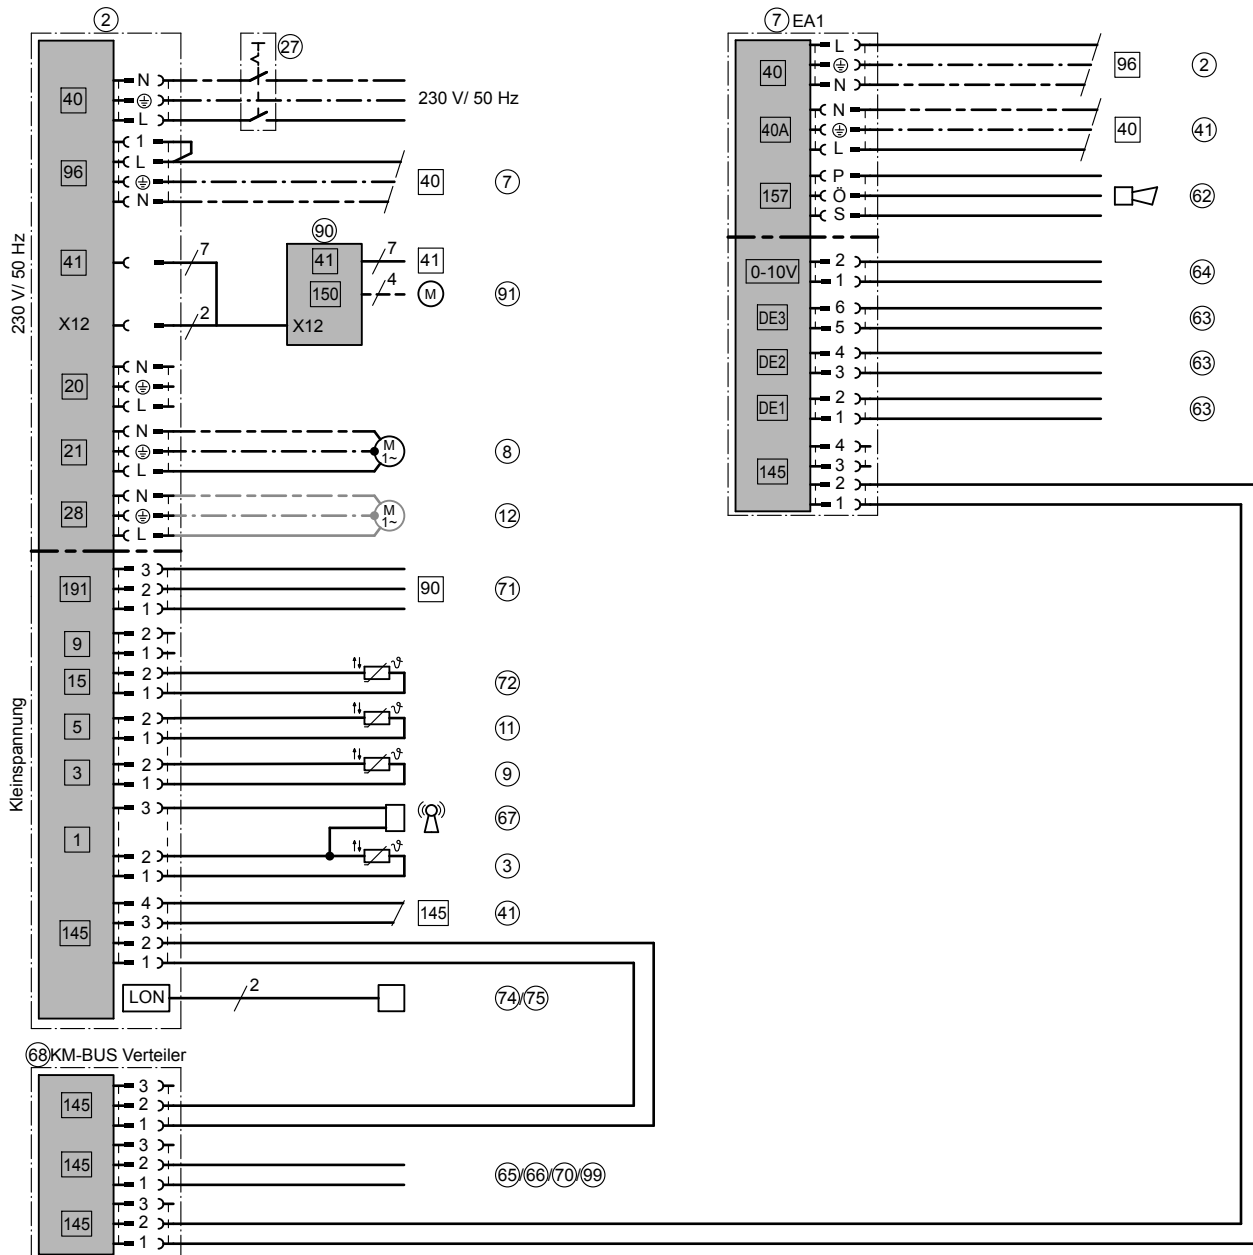 2
27
40
N
L
230 V/ 50 Hz
96
1
L
N
40
7
230 V/ 50 Hz
41
7
X12
2
90
41
150
X12
7
41
4
M
91
20
N
L
21
N
L
M
1~
8
28
N
L
M
1~
12
Kleinspannung
191
3
2
1
90
71
9
2
1
15
2
1
ϑ
72
5
2
1
ϑ
11
3
2
1
ϑ
9
1
3
67
2
1
ϑ
3
145
4
3
2
1
145
41
LON
2
74/75
68 KM-BUS Verteiler
145
3
2
1
145
3
2
1
65/66/70/99
145
3
2
1
7 EA1
40
L
N
96
2
40A
N
L
40
41
157
P
Ö
S
62
0-10V
2
1
64
DE3
6
5
63
DE2
4
3
63
DE1
2
1
63
145
4
3
2
1